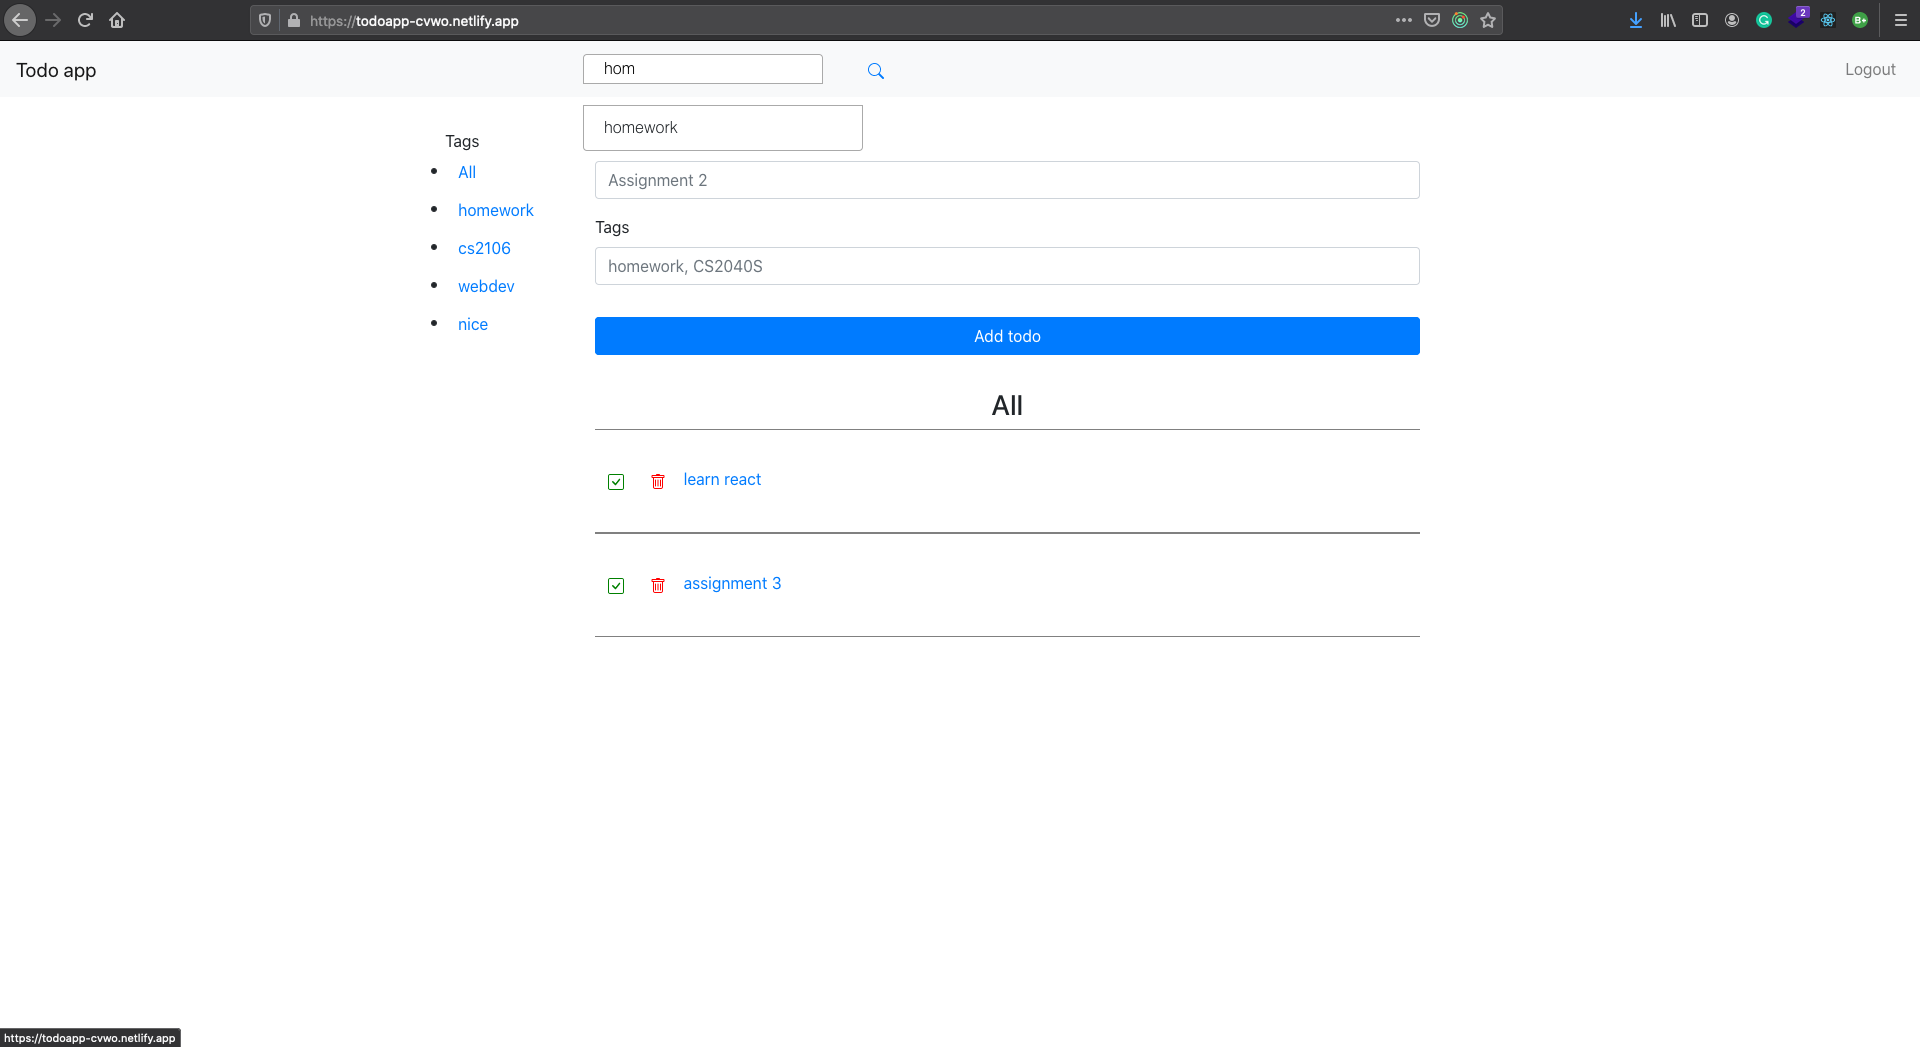 https://todoapp-cvwo.netlify.app
2
B+
Todo app
hom
Logout
homework
Tags
All
homework
cs2106
webdev
nice
Assignment 2
Tags
homework, CS2040S
Add todo
All
learn react
assignment 3
https://todoapp-cvwo.netlify.app